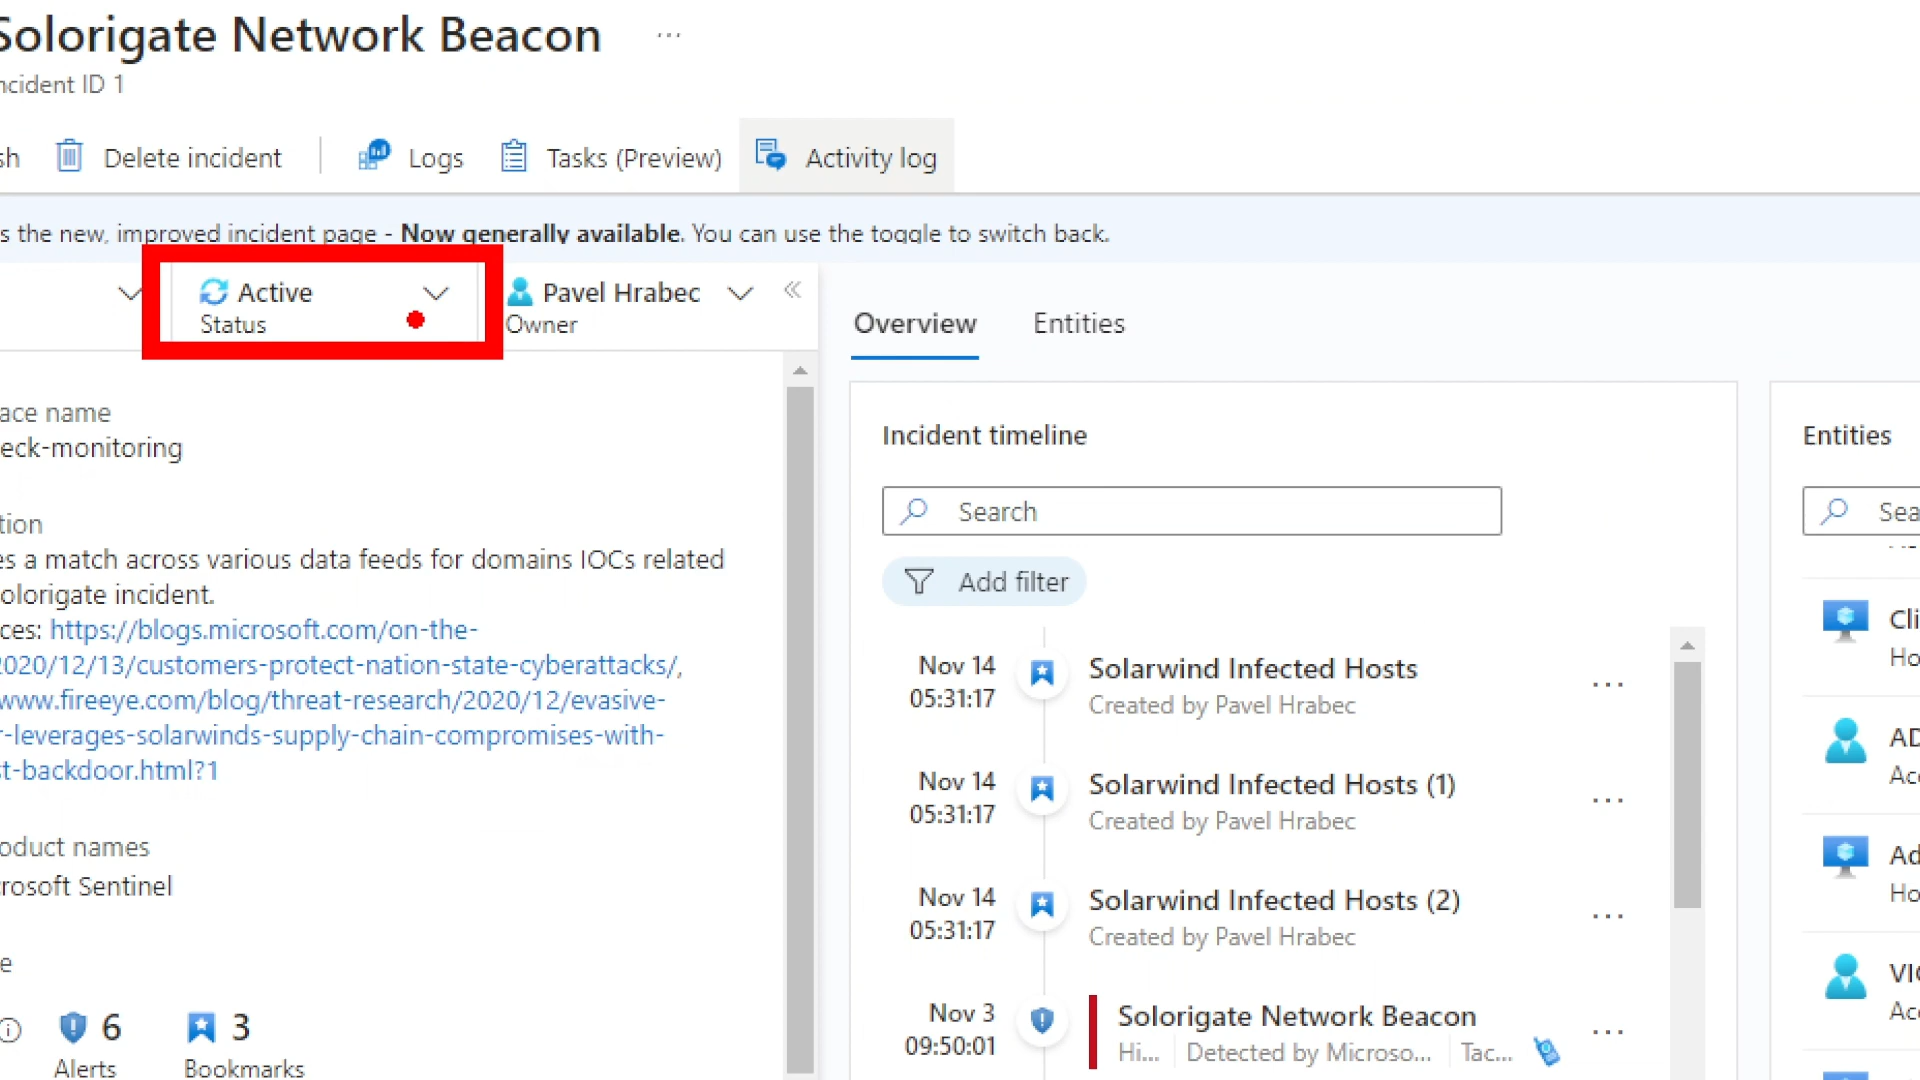 Solorigate Network Beacon ...
ncident ID 1
sh Delete incident Logs Tasks (Preview) Activity log
s the new, improved incident page - Now generally available. You can use the toggle to switch back.
Active
Status
Pavel Hrabec
Owner
ace name
eck-monitoring
tion
es a match across various data feeds for domains IOCs related
olorigate incident.
ces: https://blogs.microsoft.com/on-the-
2020/12/13/customers-protect-nation-state-cyberattacks/,
www.fireeye.com/blog/threat-research/2020/12/evasive-
r-leverages-solarwinds-supply-chain-compromises-with-
st-backdoor.html?1
oduct names
crosoft Sentinel
e
6
Alerts
3
Bookmarks
Overview Entities
Incident timeline
Search
Add filter
Nov 14
05:31:17
Solarwind Infected Hosts
Created by Pavel Hrabec
Nov 14
05:31:17
Solarwind Infected Hosts (1)
Created by Pavel Hrabec
Nov 14
05:31:17
Solarwind Infected Hosts (2)
Created by Pavel Hrabec
Nov 3
09:50:01
Solorigate Network Beacon
Hi... Detected by Microso... Tac...
Entities
Sea
Cli
Ho
AD
Acc
Ad
Ho
VIC
Acc